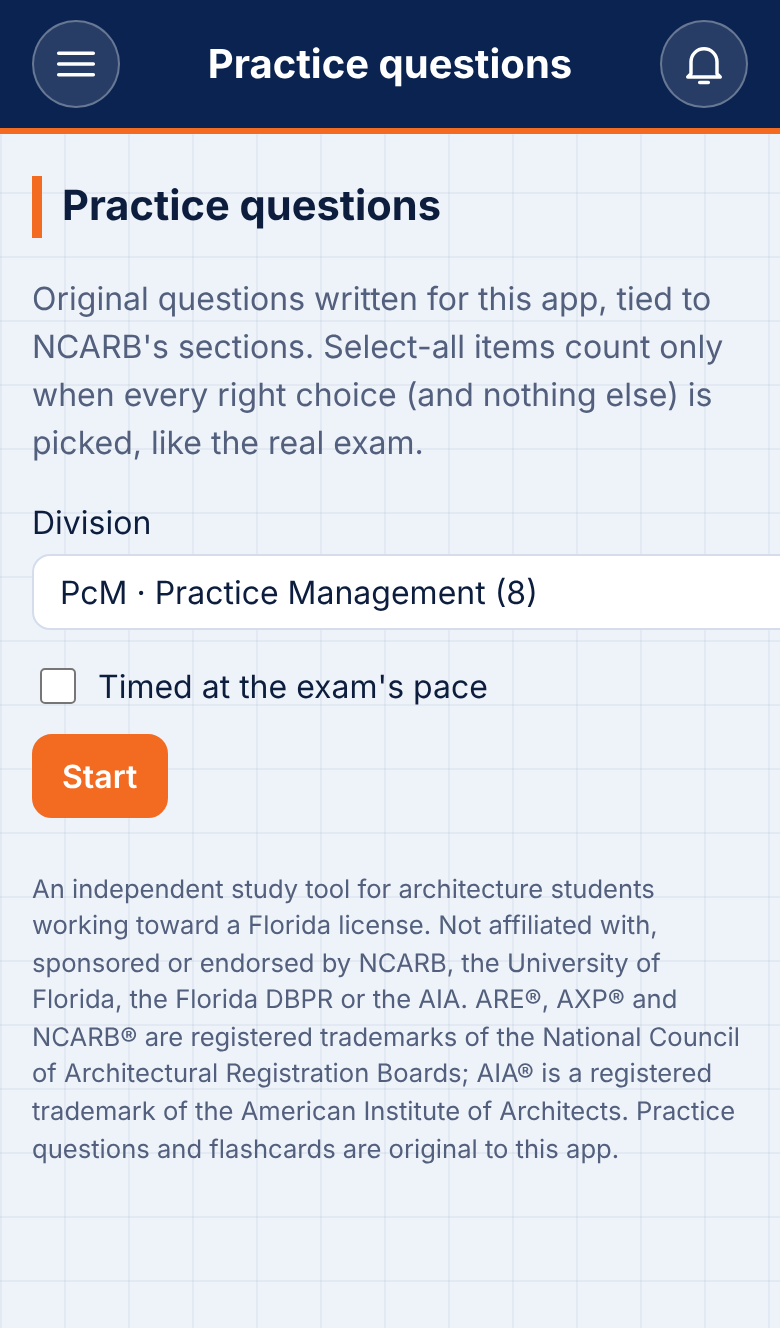 Practice questions
Practice questions
Original questions written for this app, tied to
NCARB's sections. Select-all items count only
when every right choice (and nothing else) is
picked, like the real exam.
Division
PcM · Practice Management (8)
Timed at the exam's pace
Start
An independent study tool for architecture students
working toward a Florida license. Not affiliated with,
sponsored or endorsed by NCARB, the University of
Florida, the Florida DBPR or the AIA. ARE®, AXP® and
NCARB® are registered trademarks of the National Council
of Architectural Registration Boards; AIA® is a registered
trademark of the American Institute of Architects. Practice
questions and flashcards are original to this app.